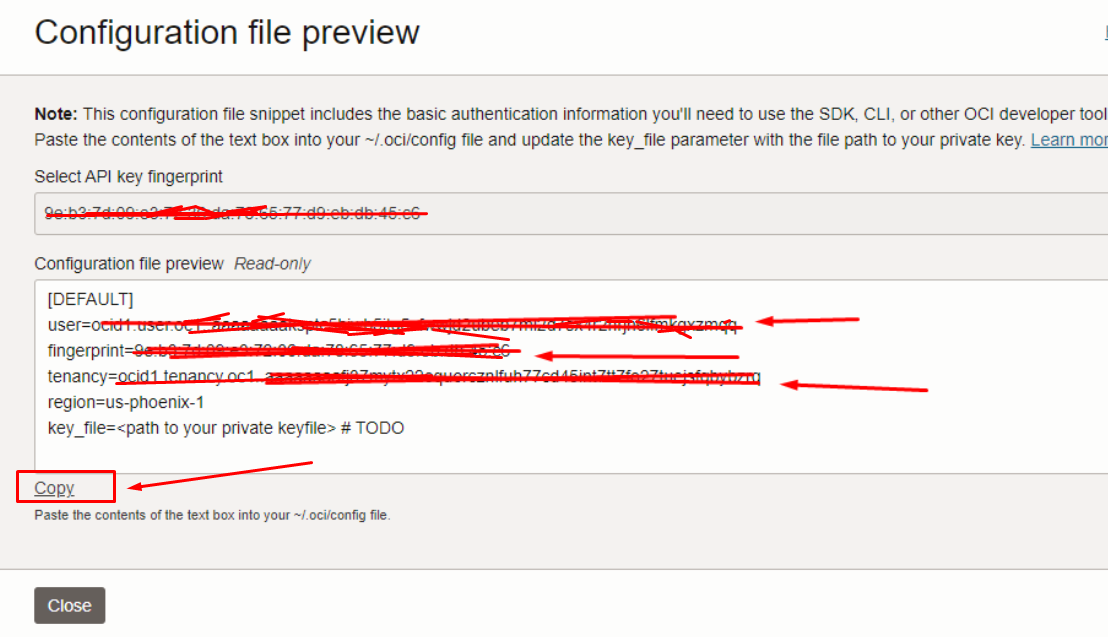 Configuration file preview
Note: This configuration file snippet includes the basic authentication information you'll need to use the SDK, CLI, or other OCI developer tool
Paste the contents of the text box into your ~/.oci/config file and update the key_file parameter with the file path to your private key. Learn mor
Select API key fingerprint
Configuration file preview Read-only
[DEFAULT]
user=
fingerprint=
tenancy=
region=us-phoenix-1
key_file=<path to your private keyfile> # TODO
Copy
Paste the contents of the text box into your ~/.oci/config file.
Close